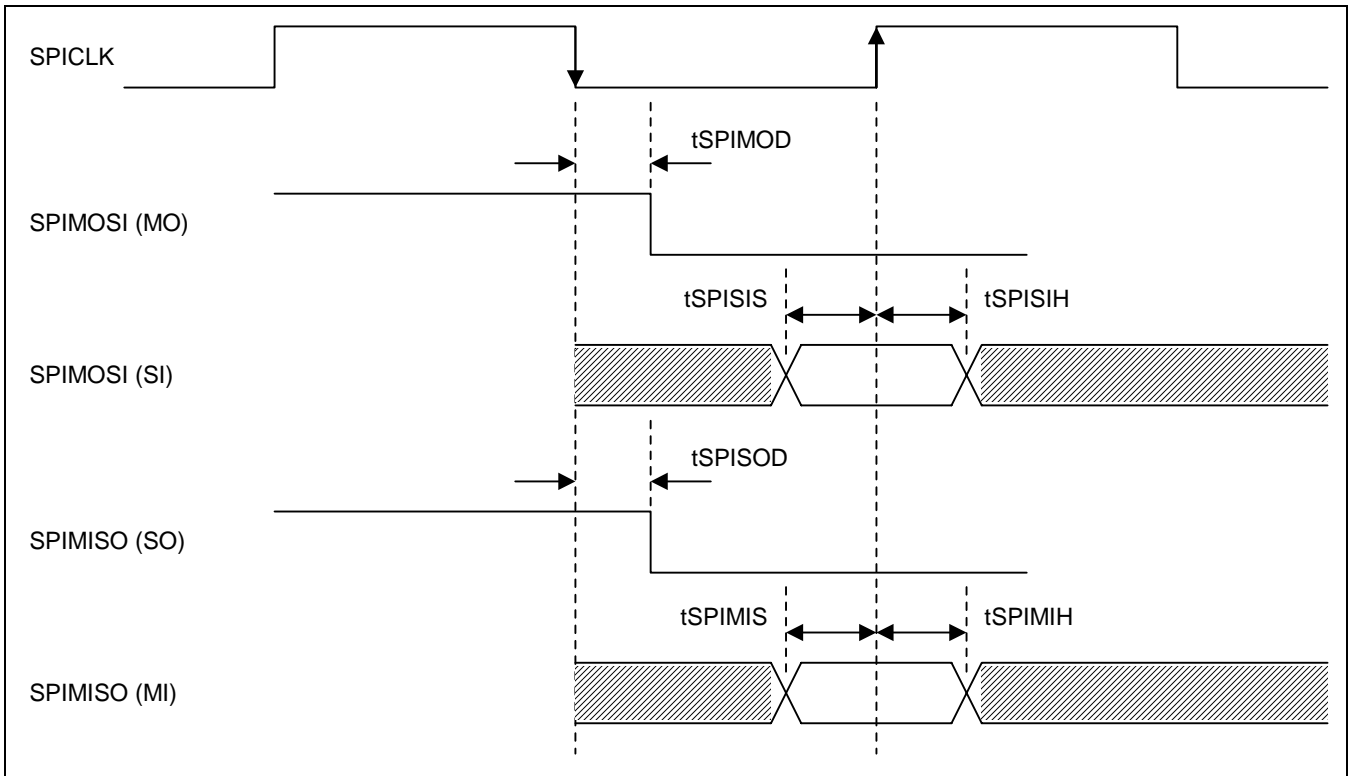 SPICLK
tSPIMOD
SPIMOSI (MO)
tSPISIS
tSPISIH
SPIMOSI (SI)
tSPISOD
SPIMISO (SO)
tSPIMIS
tSPIMIH
SPIMISO (MI)